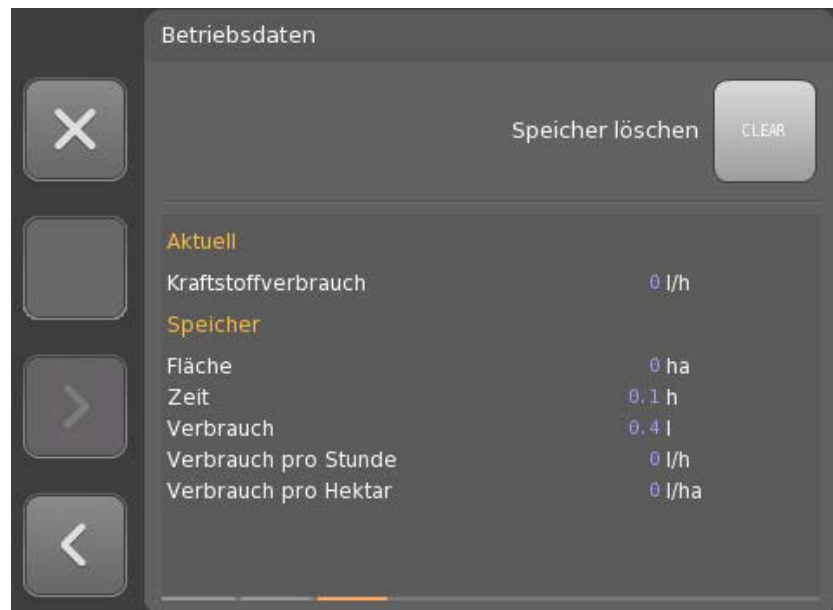 Betriebsdaten
Speicher löschen CLEAR
Aktuell
Kraftstoffverbrauch 0 l/h
Speicher
Fläche 0 ha
Zeit 0.1 h
Verbrauch 0.4 l
Verbrauch pro Stunde 0 l/h
Verbrauch pro Hektar 0 l/ha